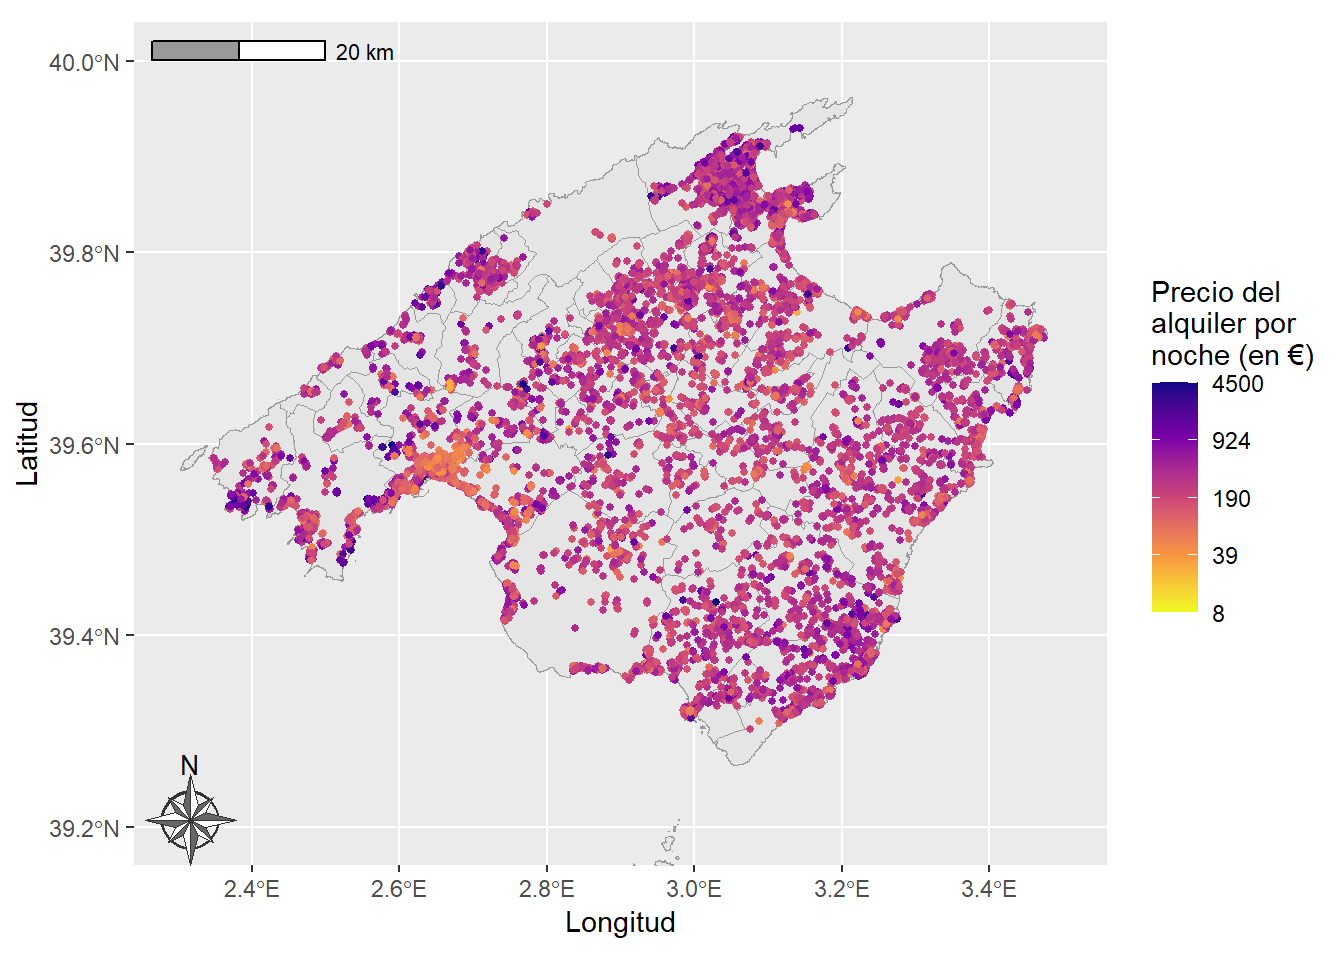 20 km
40.0°N
39.8°N
39.6°N
39.4°N
39.2°N
Latitud
N
2.4°E
2.6°E
2.8°E
3.0°E
3.2°E
3.4°E
Longitud
Precio del
alquiler por
noche (en €)
4500
924
190
39
8